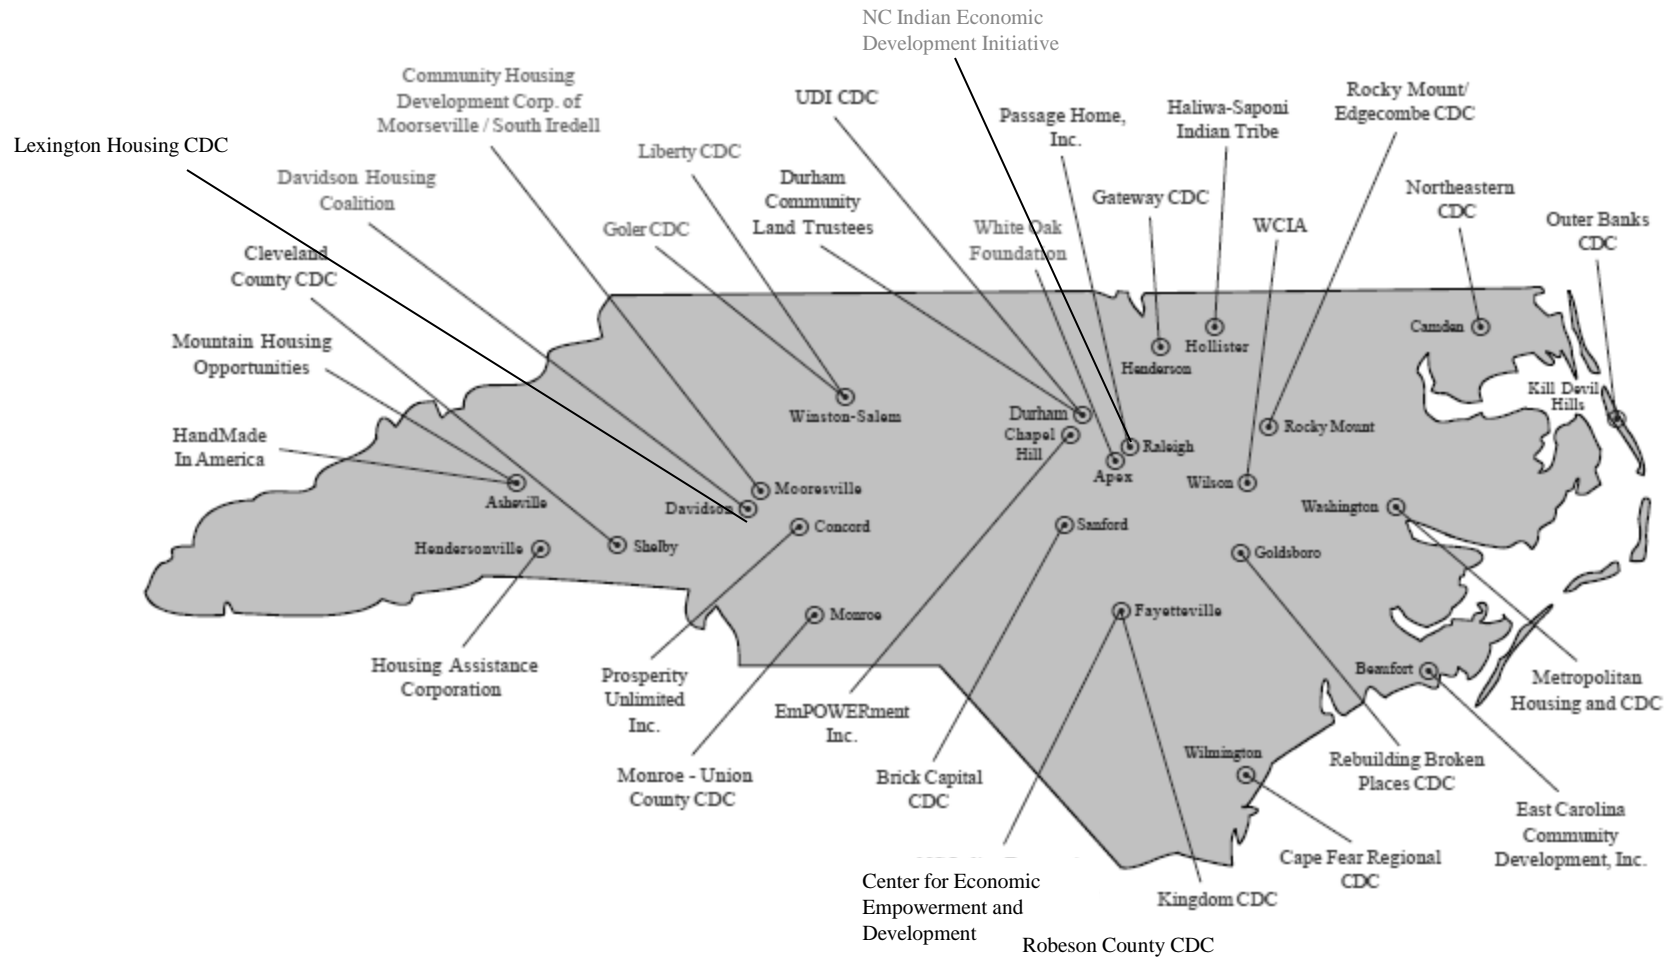 NC Indian Economic
Development Initiative
Community Housing
Development Corp. of
Moorseville / South Iredell
Lexington Housing CDC
Davidson Housing
Coalition
Cleveland
County CDC
Mountain Housing
Opportunities
HandMade
In America
Liberty CDC
Goler CDC
Durham
Community
Land Trustees
UDI CDC
White Oak
Foundation
Passage Home,
Inc.
Gateway CDC
Haliwa-Saponi
Indian Tribe
WCIA
Rocky Mount/
Edgecombe CDC
Northeastern
CDC
Outer Banks
CDC
Camden
Hollister
Henderson
Kill Devil
Hills
Winston-Salem
Durham
Chapel
Hill
Raleigh
Apex
Rocky Mount
Wilson
Washington
Asheville
Mooresville
Davidson
Concord
Sanford
Goldsboro
Hendersonville
Shelby
Monroe
Fayetteville
Beaufort
Wilmington
Housing Assistance
Corporation
Prosperity
Unlimited
Inc.
Monroe - Union
County CDC
EmPOWERment
Inc.
Brick Capital
CDC
Center for Economic
Empowerment and
Development
Robeson County CDC
Kingdom CDC
Cape Fear Regional
CDC
Rebuilding Broken
Places CDC
Metropolitan
Housing and CDC
East Carolina
Community
Development, Inc.